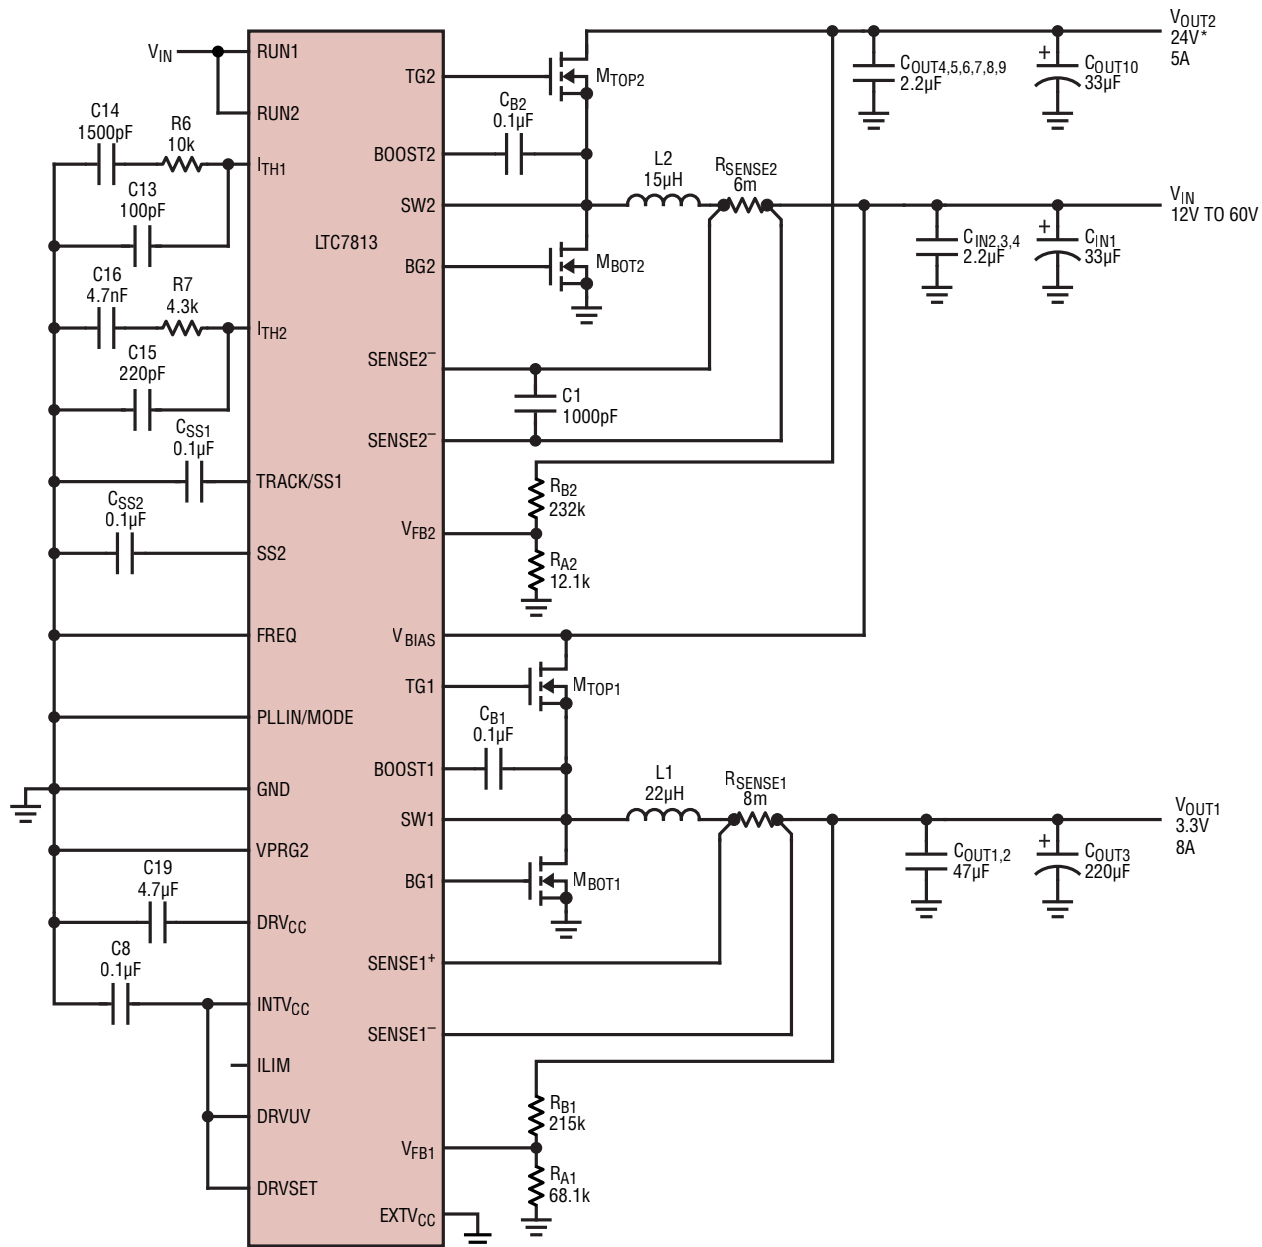 VIN
RUN1
RUN2
C14
1500pF
R6
10k
ITH1
C13
100pF
C16
4.7nF
R7
4.3k
ITH2
C15
220pF
CSS1
0.1µF
TRACK/SS1
CSS2
0.1µF
SS2
FREQ
PLLIN/MODE
GND
VPRG2
C19
4.7µF
DRVCC
C8
0.1µF
INTVCC
ILIM
DRVUV
DRVSET
LTC7813
TG2
BOOST2
SW2
BG2
SENSE2–
SENSE2–
VFB2
VBIAS
TG1
BOOST1
SW1
BG1
SENSE1+
SENSE1–
VFB1
EXTVCC
MTOP2
CB2
0.1µF
L2
15µH
RSENSE2
6m
MBOT2
C1
1000pF
RB2
232k
RA2
12.1k
VOUT2
24V*
5A
COUT4,5,6,7,8,9
2.2µF
+
COUT10
33µF
VIN
12V TO 60V
CIN2,3,4
2.2µF
+
CIN1
33µF
MTOP1
CB1
0.1µF
L1
22µH
RSENSE1
8m
MBOT1
VOUT1
3.3V
8A
COUT1,2
47µF
+
COUT3
220µF
RB1
215k
RA1
68.1k